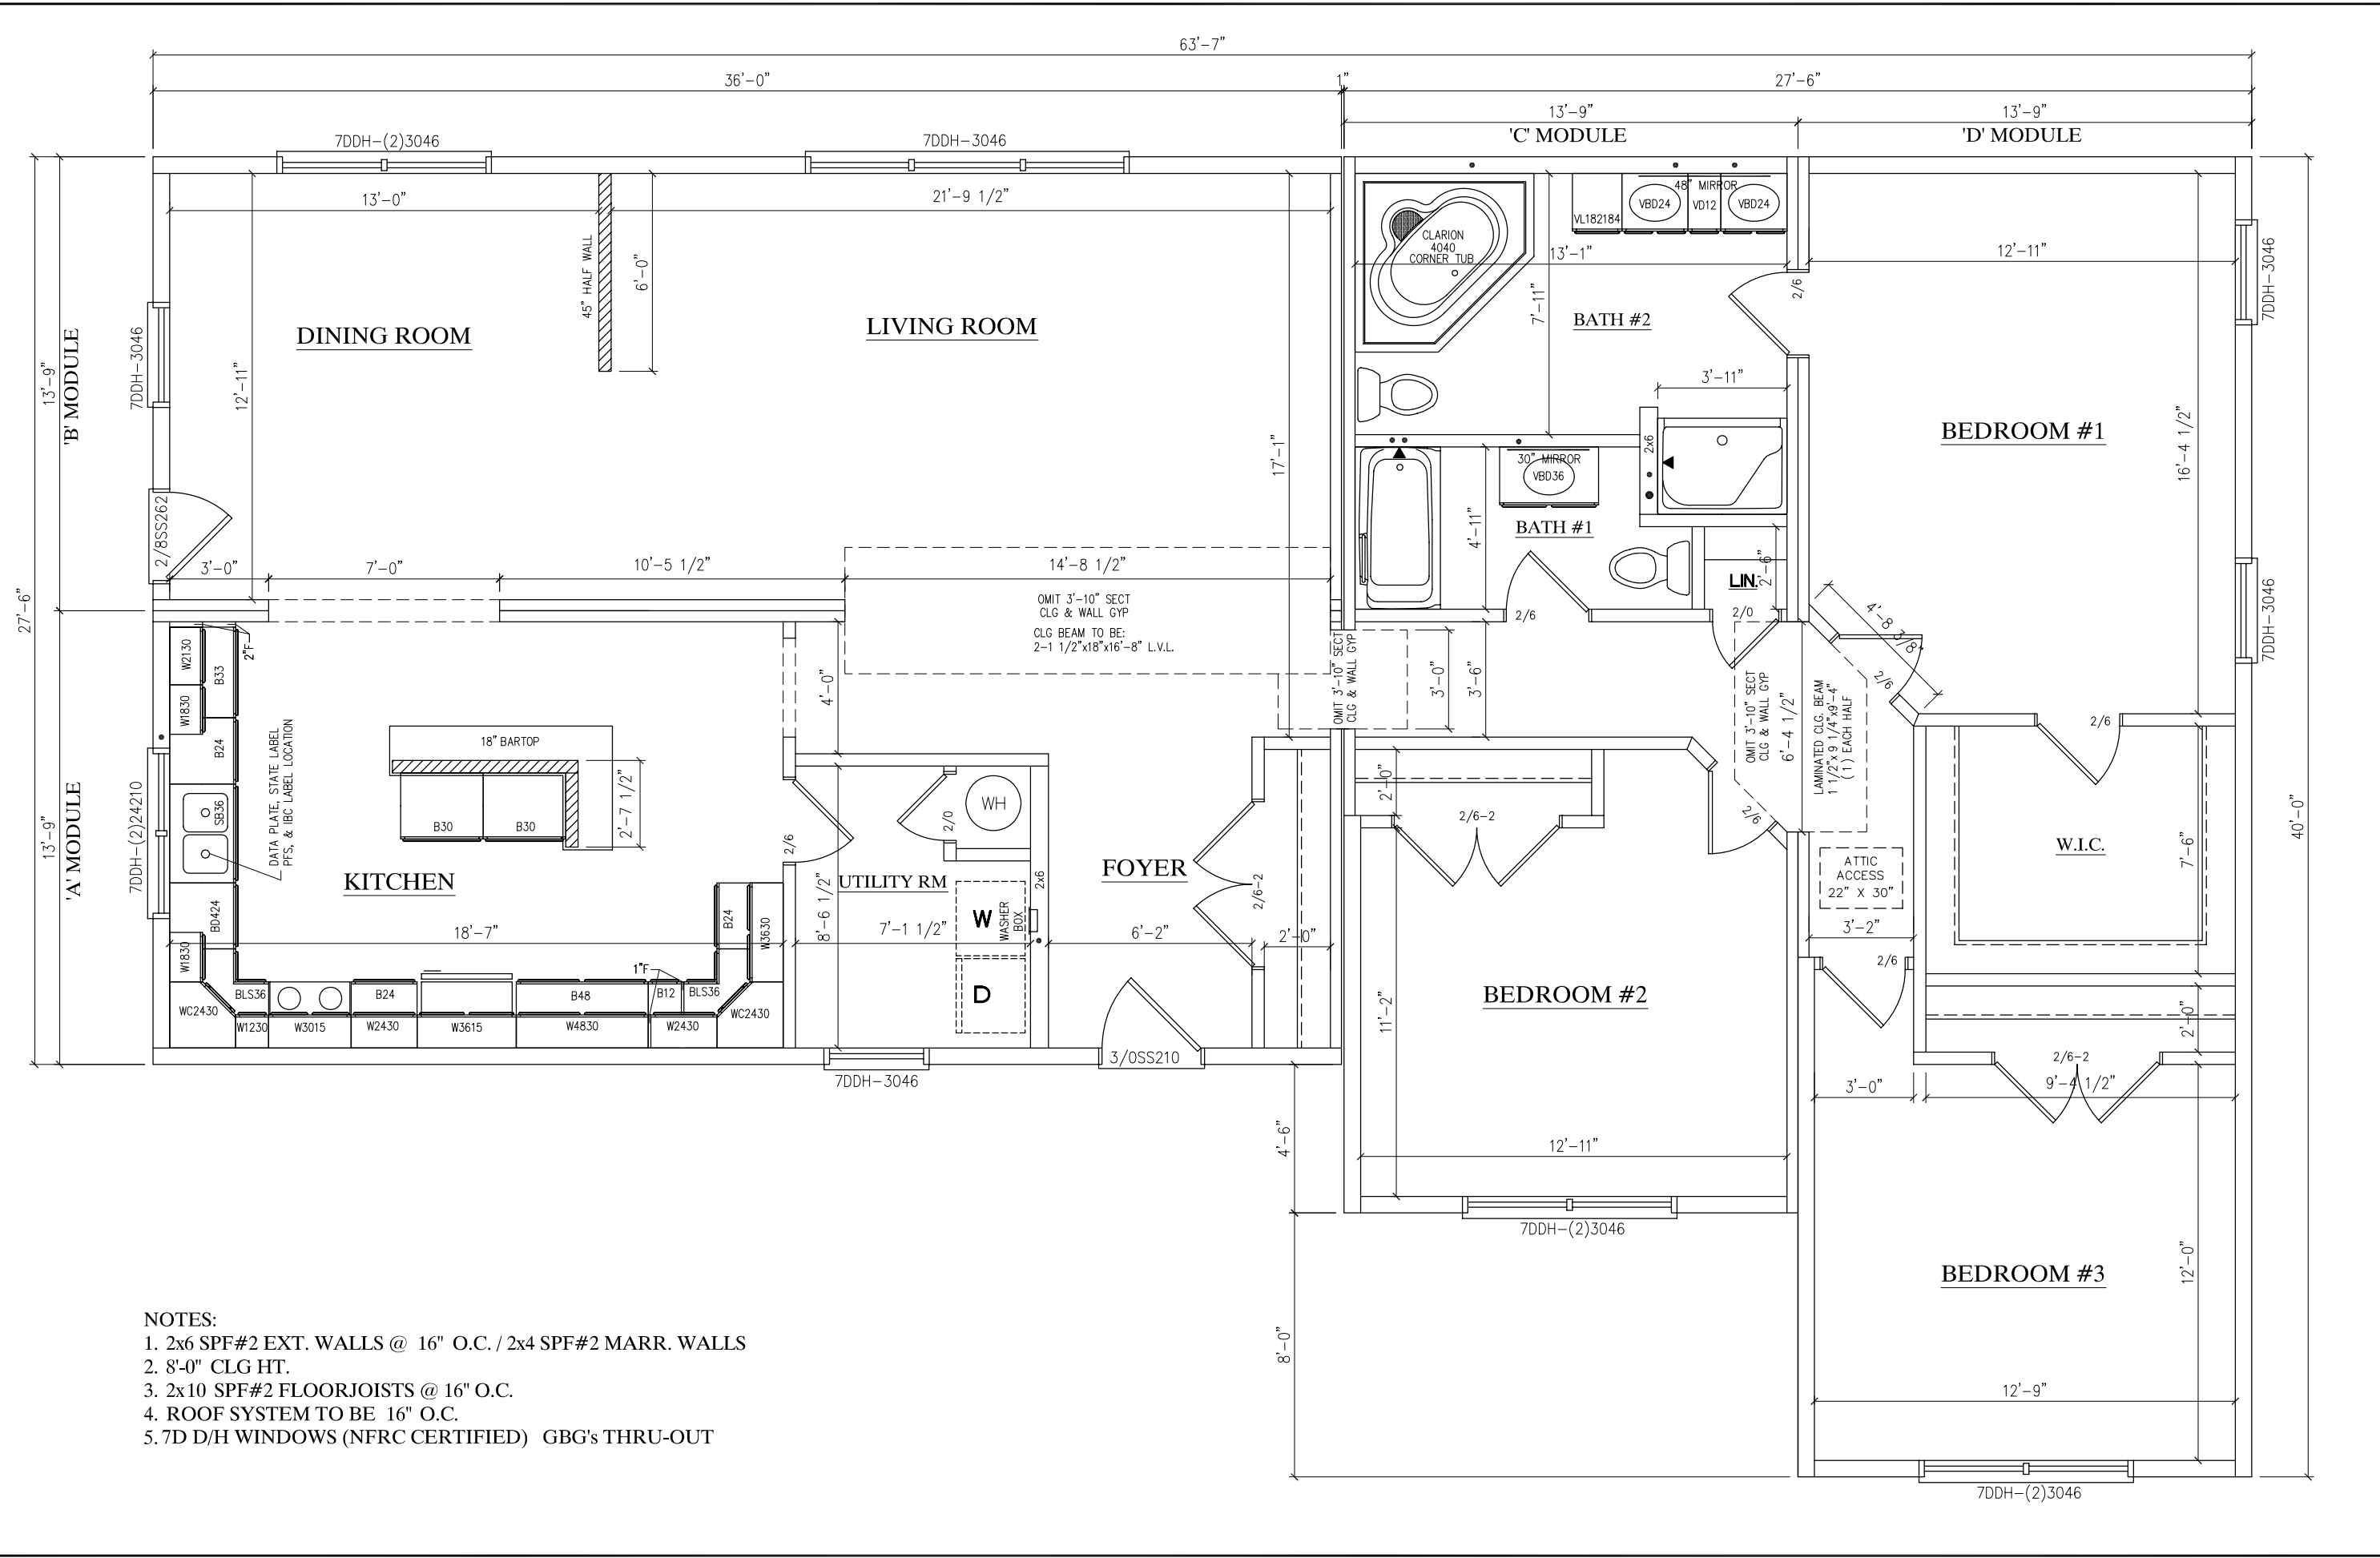 63'-7"
36'-0"
1"
27'-6"
13'-9"
13'-9"
'C' MODULE
'D' MODULE
7DDH-(2)3046
7DDH-3046
13'-0"
21'-9 1/2"
45" HALF WALL
6'-0"
DINING ROOM
LIVING ROOM
12'-11"
17'-1"
7DDH-3046
13'-9"
'B' MODULE
27'-6"
2/8SS262
3'-0"
7'-0"
10'-5 1/2"
14'-8 1/2"
OMIT 3'-10" SECT
CLG & WALL GYP
CLG BEAM TO BE:
2-1 1/2"x18"x16'-8" L.V.L.
48" MIRROR
VL182184
VBD24
VD12
VBD24
CLARION
4040
CORNER TUB
13'-1"
7'-11"
BATH #2
2/6
3'-11"
2x6
30" MIRROR
VBD36
4'-11"
BATH #1
2/6
LIN.
2'-6"
2/0
12'-11"
7DDH-3046
BEDROOM #1
16'-4 1/2"
7DDH-3046
4'-8 3/8"
2/6
2/6
OMIT 3'-10" SECT
CLG & WALL GYP
3'-0"
3'-6"
OMIT 3'-10" SECT
CLG & WALL GYP
6'-4 1/2"
LAMINATED CLG. BEAM
1 1/2"x 9 1/4"x9'-4"
(1) EACH HALF
13'-9"
'A' MODULE
7DDH-(2)24210
W2130
B33
2"F
W1830
B24
SB36
DATA PLATE, STATE LABEL
PFS, & IBC LABEL LOCATION
18" BARTOP
B30
B30
2'-7 1/2"
KITCHEN
BD424
W1830
18'-7"
B24
W3630
WC2430
BLS36
W1230
W3015
B24
W2430
W3615
B48
W4830
1"F
B12
W2430
BLS36
WC2430
4'-0"
2/6
2/0
WH
UTILITY RM
8'-6 1/2"
7'-1 1/2"
W
WASHER
BOX
2x6
D
FOYER
6'-2"
2/6-2
2'-0"
3/0SS210
7DDH-3046
2'-0"
2/6-2
2/6
BEDROOM #2
11'-2"
12'-11"
7DDH-(2)3046
4'-6"
8'-0"
ATTIC
ACCESS
22" X 30"
3'-2"
2/6
W.I.C.
7'-6"
2'-0"
2/6-2
3'-0"
9'-4 1/2"
40'-0"
BEDROOM #3
12'-0"
12'-9"
7DDH-(2)3046
NOTES:
1. 2x6 SPF#2 EXT. WALLS @ 16" O.C. / 2x4 SPF#2 MARR. WALLS
2. 8'-0" CLG HT.
3. 2x10 SPF#2 FLOORJOISTS @ 16" O.C.
4. ROOF SYSTEM TO BE 16" O.C.
5. 7D D/H WINDOWS (NFRC CERTIFIED) GBG's THRU-OUT